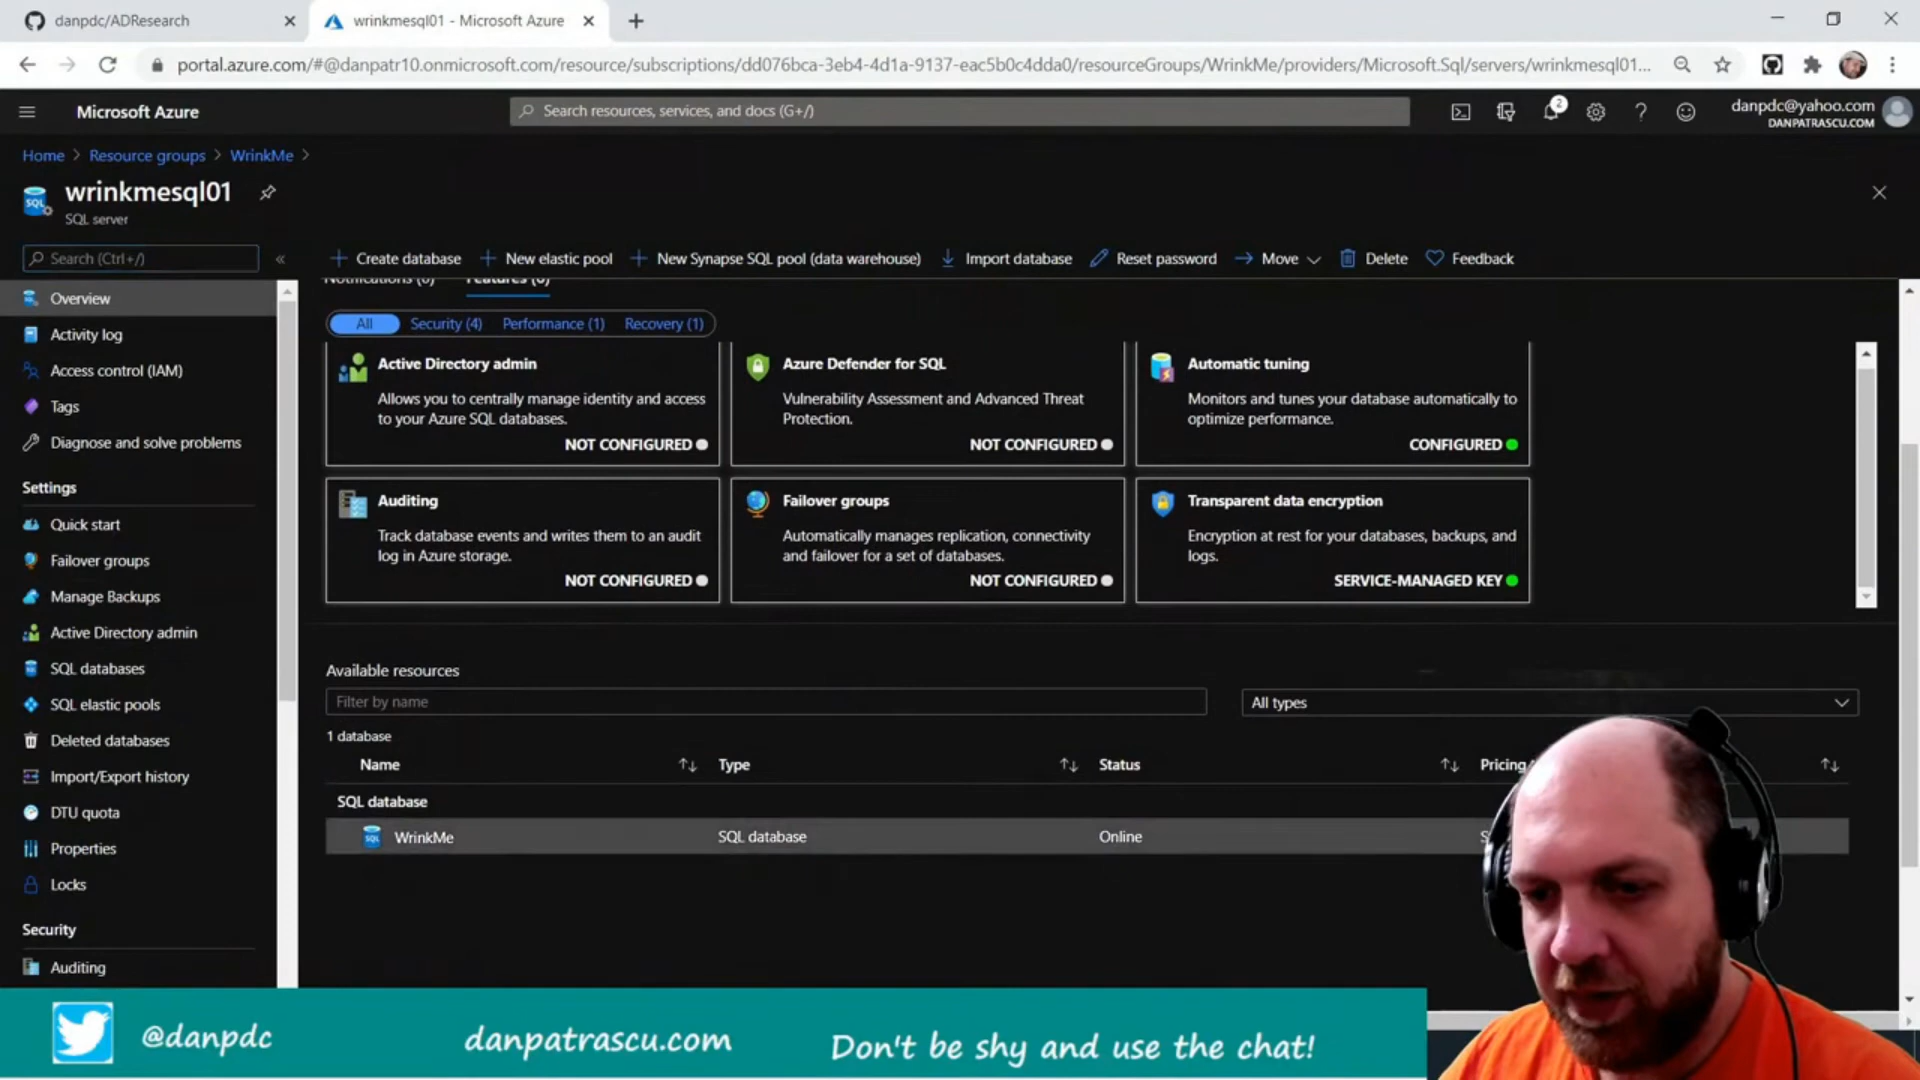 danpdc/ADResearch
wrinkmesql01 - Microsoft Azure
portal.azure.com/#@danpatr10.onmicrosoft.com/resource/subscriptions/dd076bca-3eb4-4d1a-9137-eac5b0c4dda0/resourceGroups/WrinkMe/providers/Microsoft.Sql/servers/wrinkmesql01...
Microsoft Azure
Search resources, services, and docs (G+/)
2
danpdc@yahoo.com
DANPATRASCU.COM
Home > Resource groups > WrinkMe >
SQL
wrinkmesql01
SQL server
Search (Ctrl+/)
Create database
New elastic pool
New Synapse SQL pool (data warehouse)
Import database
Reset password
Move
Delete
Feedback
Overview
Activity log
Access control (IAM)
Tags
Diagnose and solve problems
Settings
Quick start
Failover groups
Manage Backups
Active Directory admin
SQL databases
SQL elastic pools
Deleted databases
Import/Export history
DTU quota
Properties
Locks
Security
Auditing
Notifications (0)
Features (6)
All
Security (4)
Performance (1)
Recovery (1)
Active Directory admin
Allows you to centrally manage identity and access
to your Azure SQL databases.
NOT CONFIGURED
Azure Defender for SQL
Vulnerability Assessment and Advanced Threat
Protection.
NOT CONFIGURED
Automatic tuning
Monitors and tunes your database automatically to
optimize performance.
CONFIGURED
Auditing
Track database events and writes them to an audit
log in Azure storage.
NOT CONFIGURED
Failover groups
Automatically manages replication, connectivity
and failover for a set of databases.
NOT CONFIGURED
Transparent data encryption
Encryption at rest for your databases, backups, and
logs.
SERVICE-MANAGED KEY
Available resources
Filter by name
All types
1 database
Name
Type
Status
Pricing
SQL database
SQL
WrinkMe
SQL database
Online
@danpdc
danpatrascu.com
Don't be shy and use the chat!